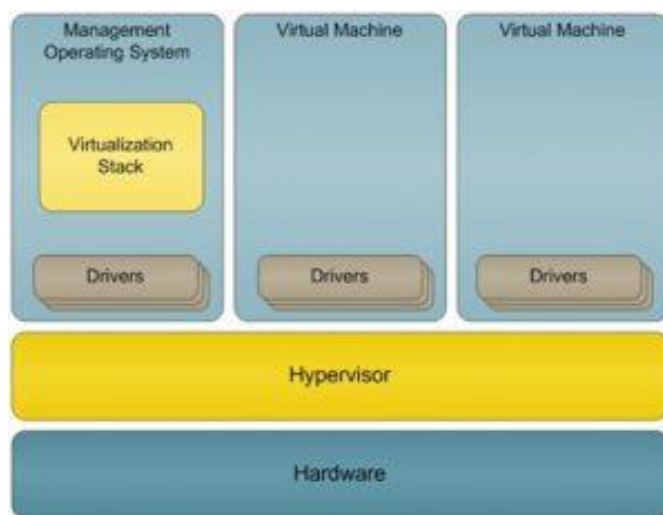 Management
Operating System
Virtual Machine
Virtual Machine
Virtualization
Stack
Drivers
Drivers
Drivers
Hypervisor
Hardware